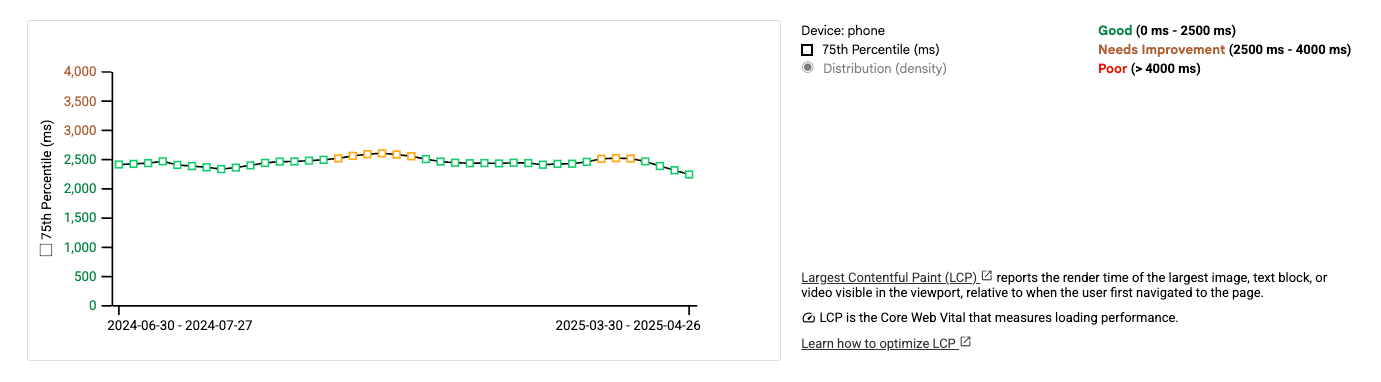 4,000
3,500
3,000
2,500
2,000
1,500
1,000
500
0
75th Percentile (ms)
2024-06-30 - 2024-07-27
2025-03-30 - 2025-04-26
Device: phone
75th Percentile (ms)
Distribution (density)
Good (0 ms - 2500 ms)
Needs Improvement (2500 ms - 4000 ms)
Poor (> 4000 ms)
Largest Contentful Paint (LCP) reports the render time of the largest image, text block, or
video visible in the viewport, relative to when the user first navigated to the page.
LCP is the Core Web Vital that measures loading performance.
Learn how to optimize LCP